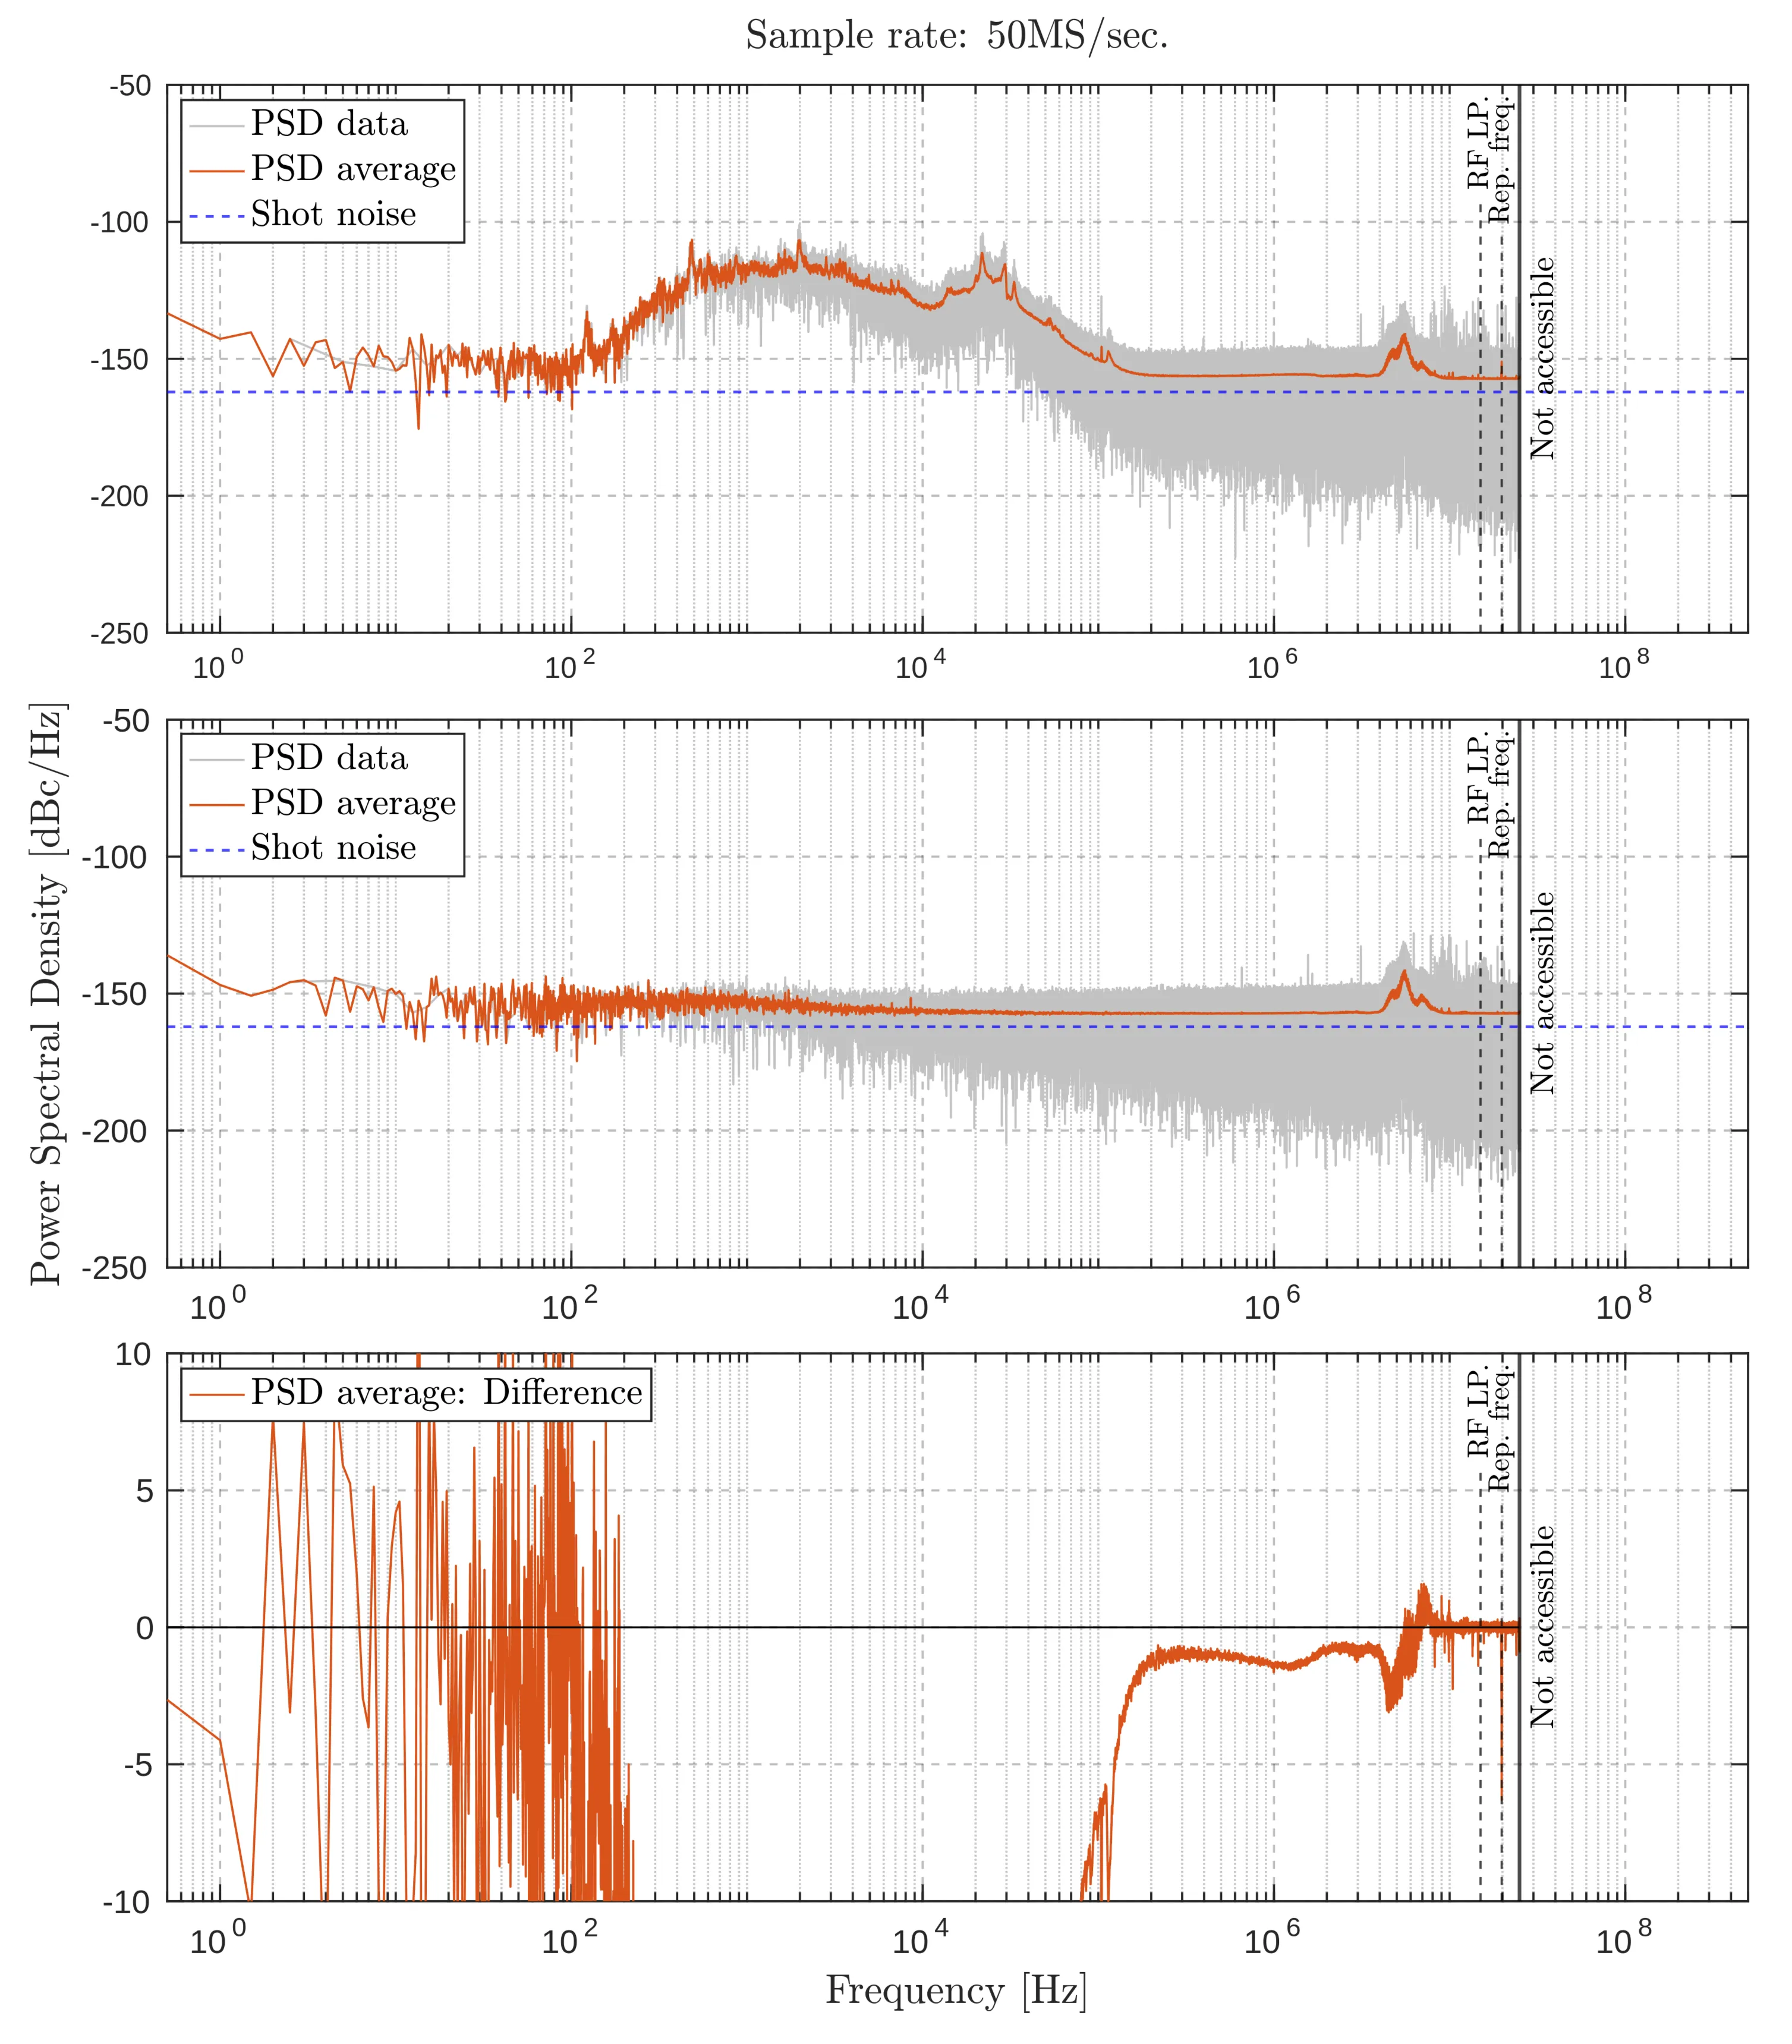 Sample rate: 50MS/sec.
Power Spectral Density [dBc/Hz]
-50
-100
-150
-200
-250
PSD data
PSD average
Shot noise
RF LP.
Rep. freq.
Not accessible
10^0
10^2
10^4
10^6
10^8
-50
-100
-150
-200
-250
PSD data
PSD average
Shot noise
RF LP.
Rep. freq.
Not accessible
10^0
10^2
10^4
10^6
10^8
10
5
0
-5
-10
PSD average: Difference
RF LP.
Rep. freq.
Not accessible
10^0
10^2
10^4
10^6
10^8
Frequency [Hz]